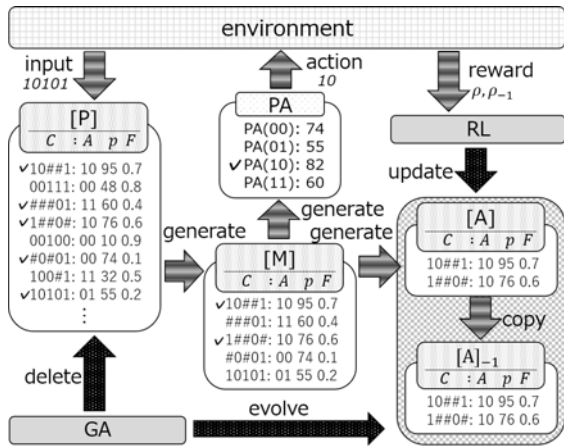 environment
input
10101
action
10
reward
ρ, ρ₋₁
[P]
C : A p F
✓10##1: 10 95 0.7
00111: 00 48 0.8
✓###01: 11 60 0.4
✓1##0#: 10 76 0.6
00100: 00 10 0.9
✓#0#01: 00 74 0.1
100#1: 11 32 0.5
✓10101: 01 55 0.2
⋮
PA
PA(00): 74
PA(01): 55
✓PA(10): 82
PA(11): 60
RL
update
generate
generate
generate
[M]
C : A p F
✓10##1: 10 95 0.7
###01: 11 60 0.4
✓1##0#: 10 76 0.6
#0#01: 00 74 0.1
10101: 01 55 0.2
[A]
C : A p F
10##1: 10 95 0.7
1##0#: 10 76 0.6
copy
[A]₋₁
C : A p F
10##1: 10 95 0.7
1##0#: 10 76 0.6
delete
GA
evolve